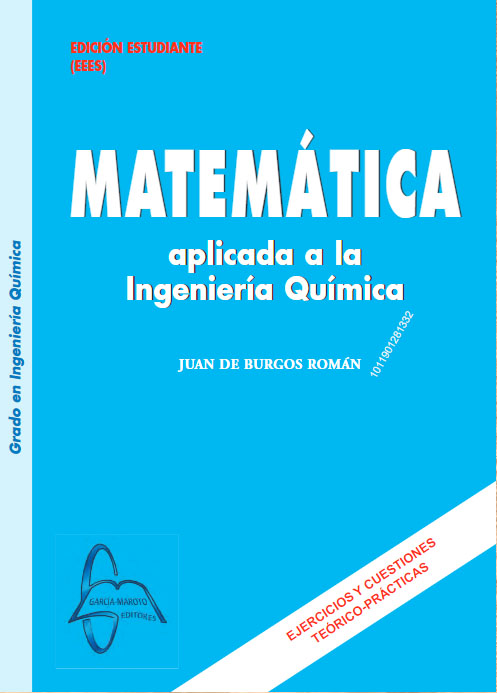 EDICIÓN ESTUDIANTE
(EEES)
MATEMÁTICA
aplicada a la
Ingeniería Química
JUAN DE BURGOS ROMÁN
1011901281332
Grado en Ingeniería Química
GARCÍA-MAROTO
EDITORES
EJERCICIOS Y CUESTIONES
TEÓRICO-PRÁCTICAS